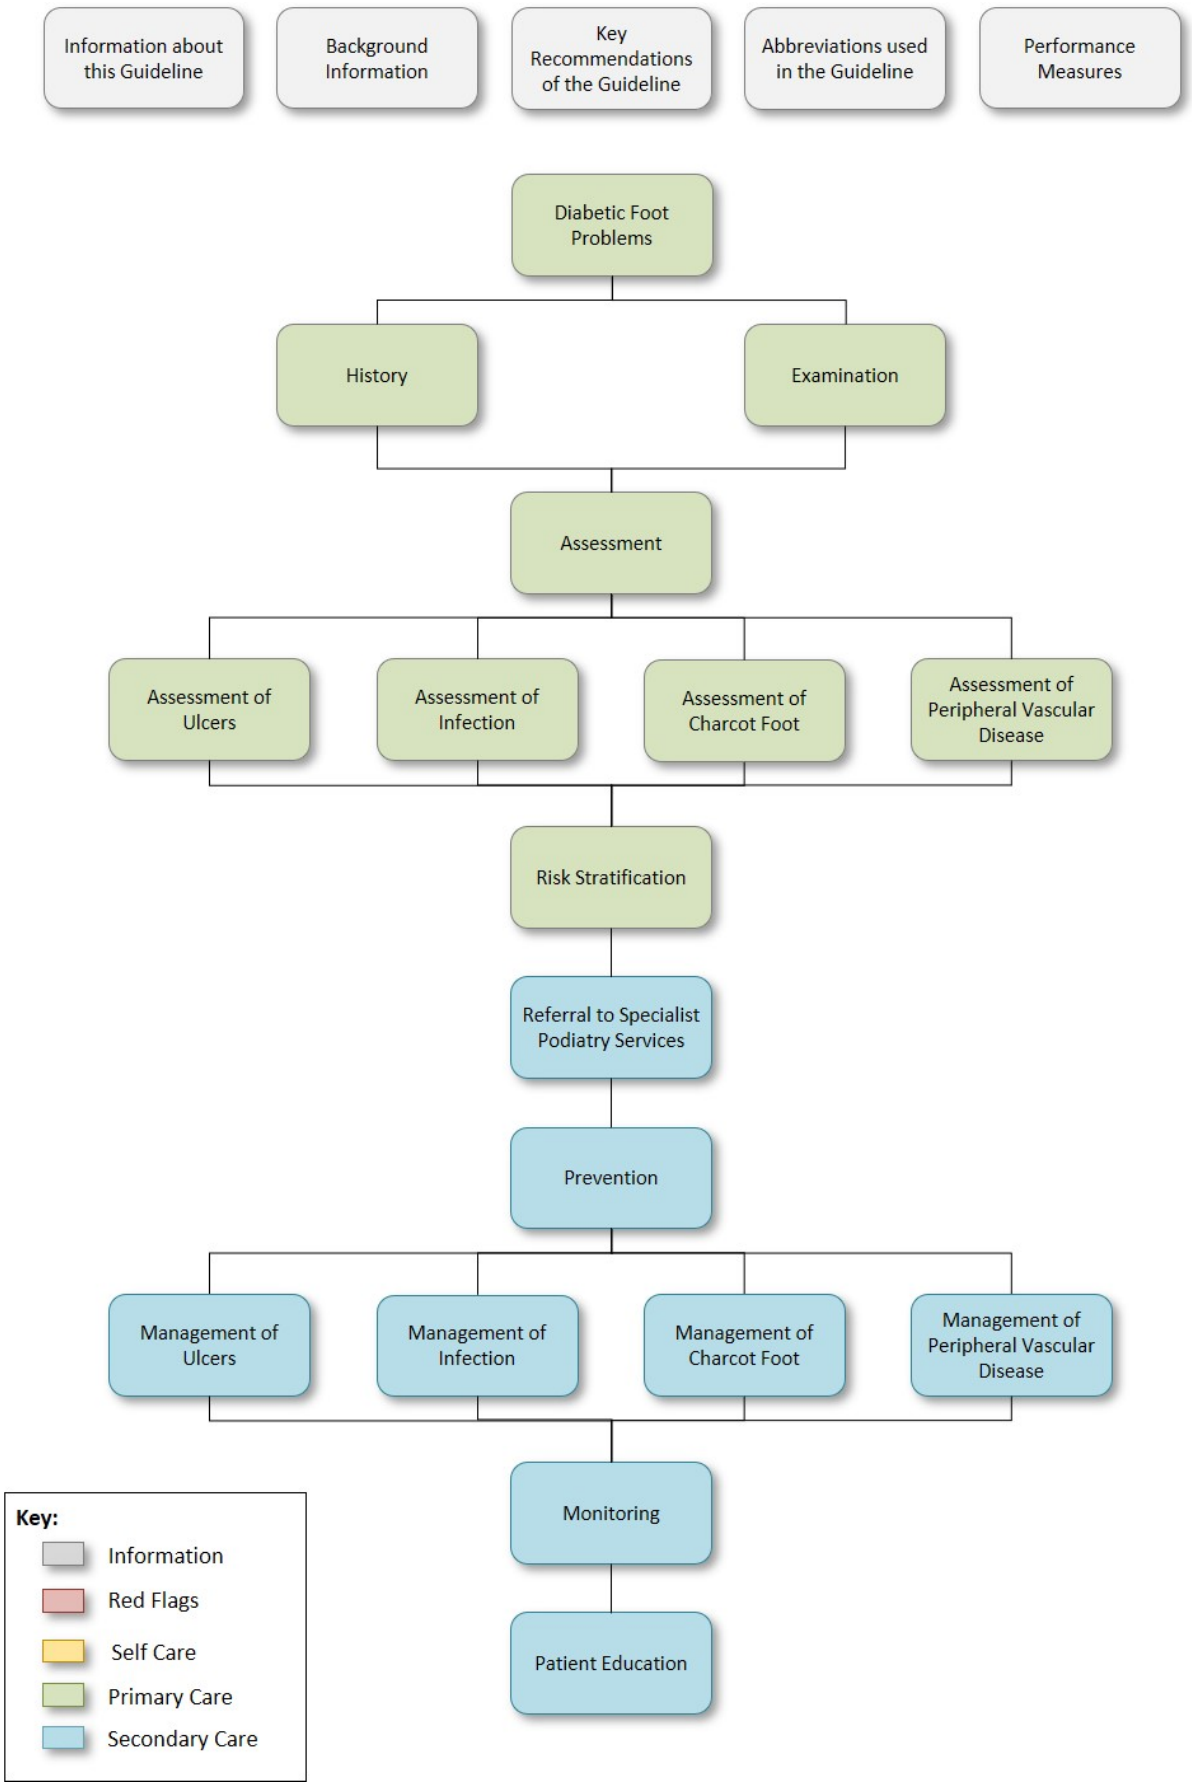 Information about
this Guideline
Background
Information
Key
Recommendations
of the Guideline
Abbreviations used
in the Guideline
Performance
Measures
Diabetic Foot
Problems
History
Examination
Assessment
Assessment of
Ulcers
Assessment of
Infection
Assessment of
Charcot Foot
Assessment of
Peripheral Vascular
Disease
Risk Stratification
Referral to Specialist
Podiatry Services
Prevention
Management of
Ulcers
Management of
Infection
Management of
Charcot Foot
Management of
Peripheral Vascular
Disease
Monitoring
Patient Education
Key:
Information
Red Flags
Self Care
Primary Care
Secondary Care